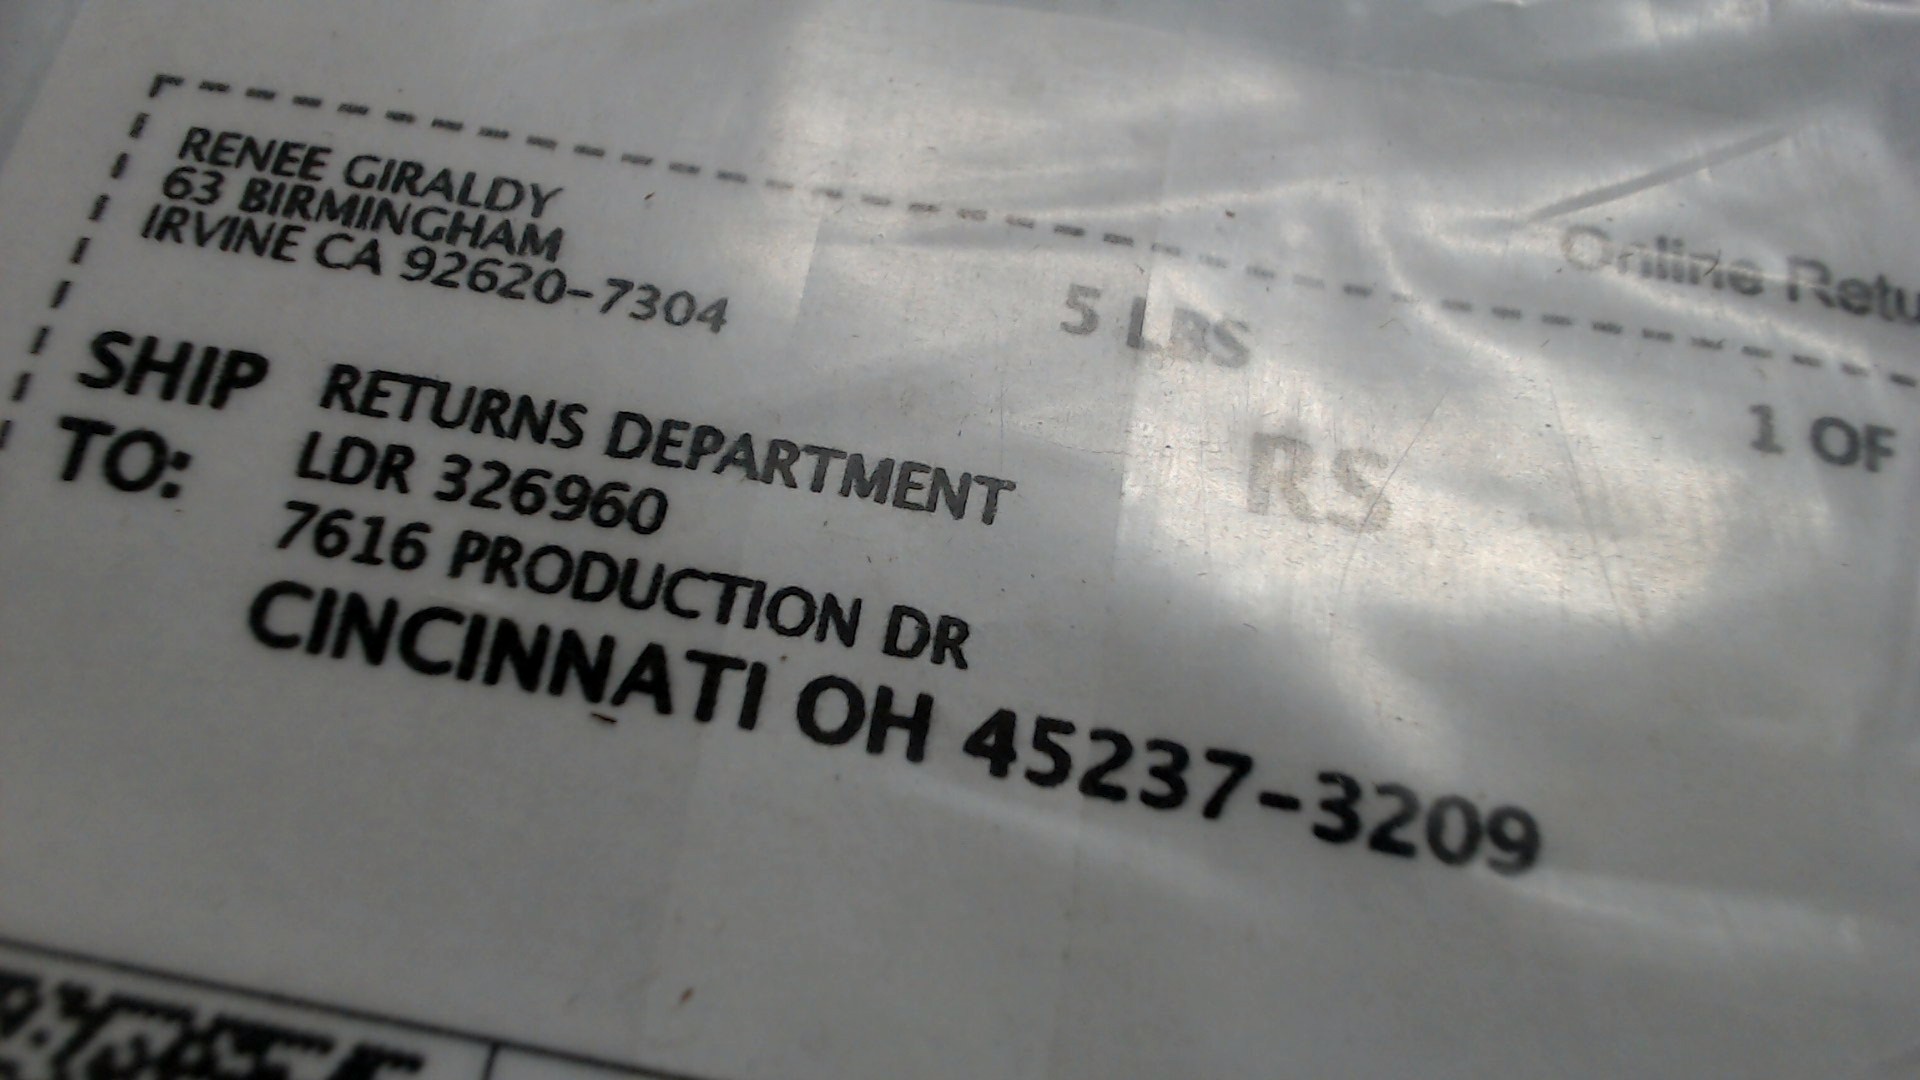 Online
RENEE GIRALDY
63 BIRMINGHAM
IRVINE CA 92620-7304
5 LBS
1 OF
RS
SHIP TO:
RETURNS DEPARTMENT
LDR 326960
7616 PRODUCTION DR
CINCINNATI OH 45237-3209